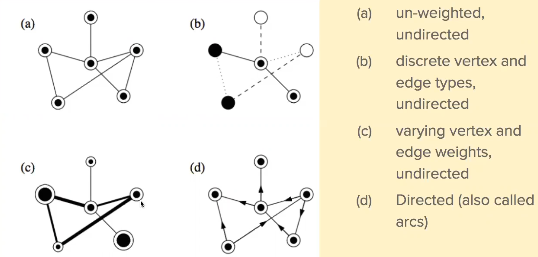 (a)
(b)
(c)
(d)
(a) un-weighted,
undirected
(b) discrete vertex and
edge types,
undirected
(c) varying vertex and
edge weights,
undirected
(d) Directed (also called
arcs)